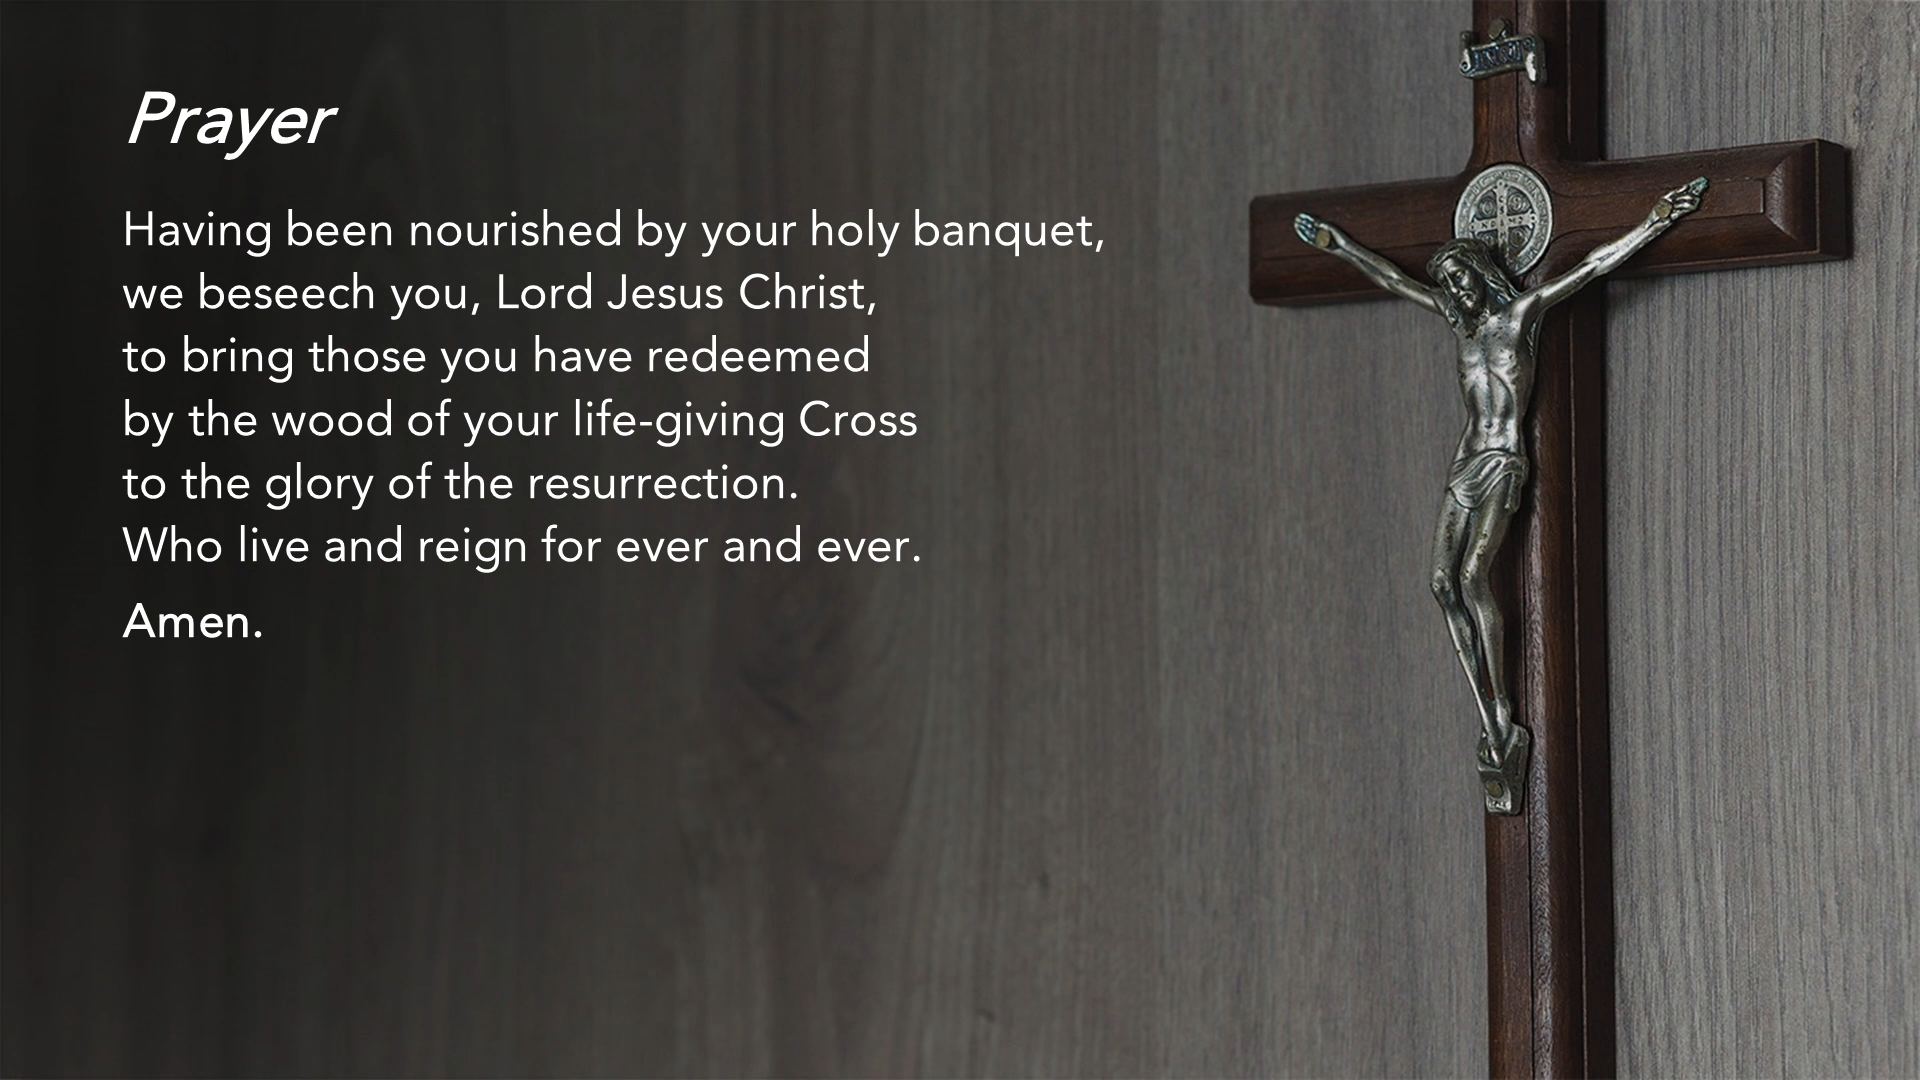 Prayer
Having been nourished by your holy banquet,
we beseech you, Lord Jesus Christ,
to bring those you have redeemed
by the wood of your life-giving Cross
to the glory of the resurrection.
Who live and reign for ever and ever.
Amen.